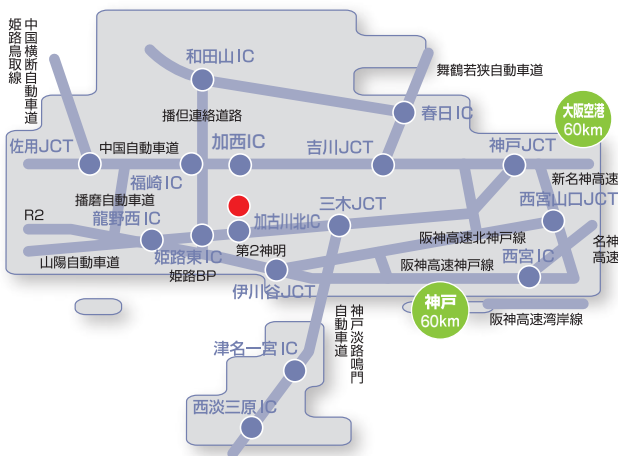 中国横断自動車道
姫路鳥取線
和田山IC
舞鶴若狭自動車道
播但連絡道路
春日IC
大阪空港
60km
佐用JCT
中国自動車道
加西IC
吉川JCT
神戸JCT
福崎IC
新名神高速
播磨自動車道
三木JCT
西宮山口JCT
R2
龍野西IC
加古川北IC
姫路東IC
第2神明
阪神高速北神戸線
名神
高速
山陽自動車道
姫路BP
阪神高速神戸線
西宮IC
伊川谷JCT
神戸
60km
神戸淡路鳴門
自動車道
阪神高速湾岸線
津名一宮IC
西淡三原IC